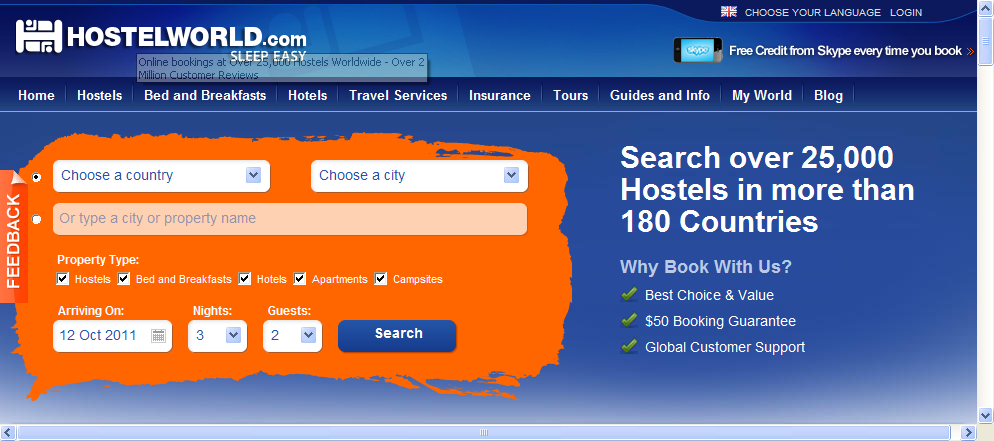 CHOOSE YOUR LANGUAGE LOGIN
HOSTELWORLD.com
SLEEP EASY
Online bookings at Over 25,000 Hostels Worldwide - Over 2
Million Customer Reviews
skype
Free Credit from Skype every time you book »
Home Hostels Bed and Breakfasts Hotels Travel Services Insurance Tours Guides and Info My World Blog
FEEDBACK
Choose a country Choose a city
Or type a city or property name
Property Type:
Hostels Bed and Breakfasts Hotels Apartments Campsites
Arriving On: Nights: Guests:
12 Oct 2011 3 2 Search
Search over 25,000
Hostels in more than
180 Countries
Why Book With Us?
Best Choice & Value
$50 Booking Guarantee
Global Customer Support